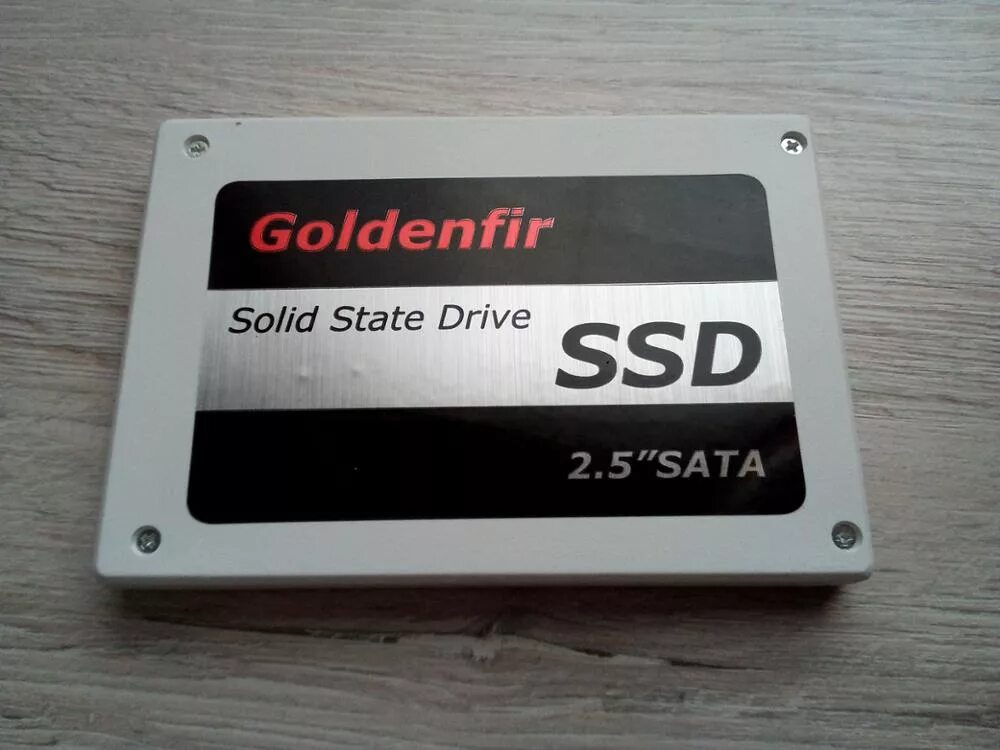 Goldenfir
Solid State Drive
SSD
2.5"SATA